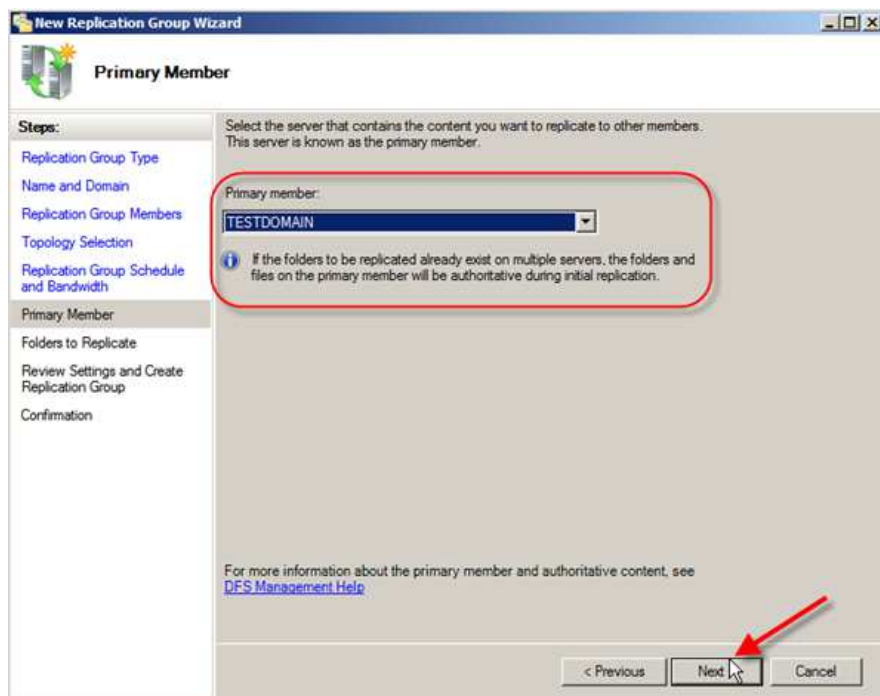 New Replication Group Wizard
Primary Member
Steps:
Replication Group Type
Name and Domain
Replication Group Members
Topology Selection
Replication Group Schedule
and Bandwidth
Primary Member
Folders to Replicate
Review Settings and Create
Replication Group
Confirmation
Select the server that contains the content you want to replicate to other members.
This server is known as the primary member.
Primary member:
TESTDOMAIN
If the folders to be replicated already exist on multiple servers, the folders and
files on the primary member will be authoritative during initial replication.
For more information about the primary member and authoritative content, see
DFS Management Help
< Previous
Next
Cancel